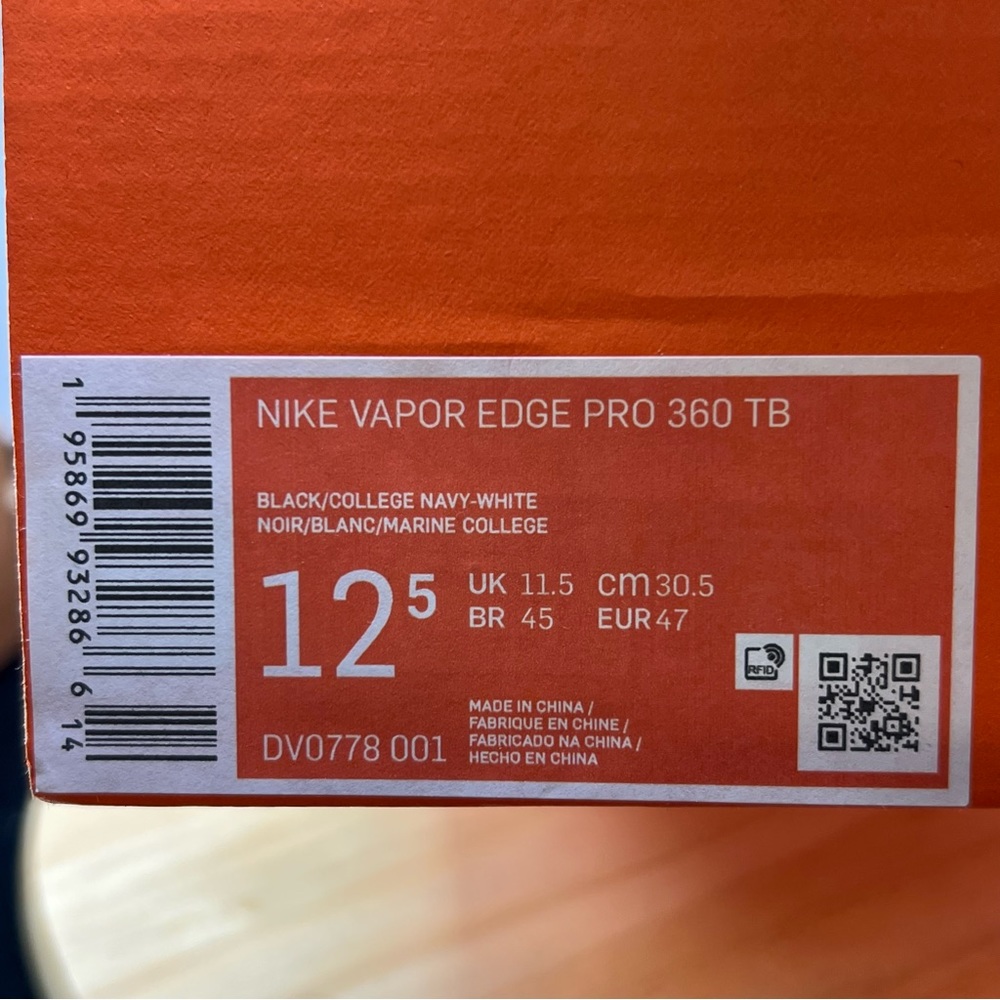 NIKE VAPOR EDGE PRO 360 TB
BLACK/COLLEGE NAVY-WHITE
NOIR/BLANC/MARINE COLLEGE
12 5
UK 11.5 cm 30.5
BR 45 EUR 47
RFID
DV0778 001
MADE IN CHINA /
FABRIQUE EN CHINE /
FABRICADO NA CHINA /
HECHO EN CHINA
1 95869 93286 6 14